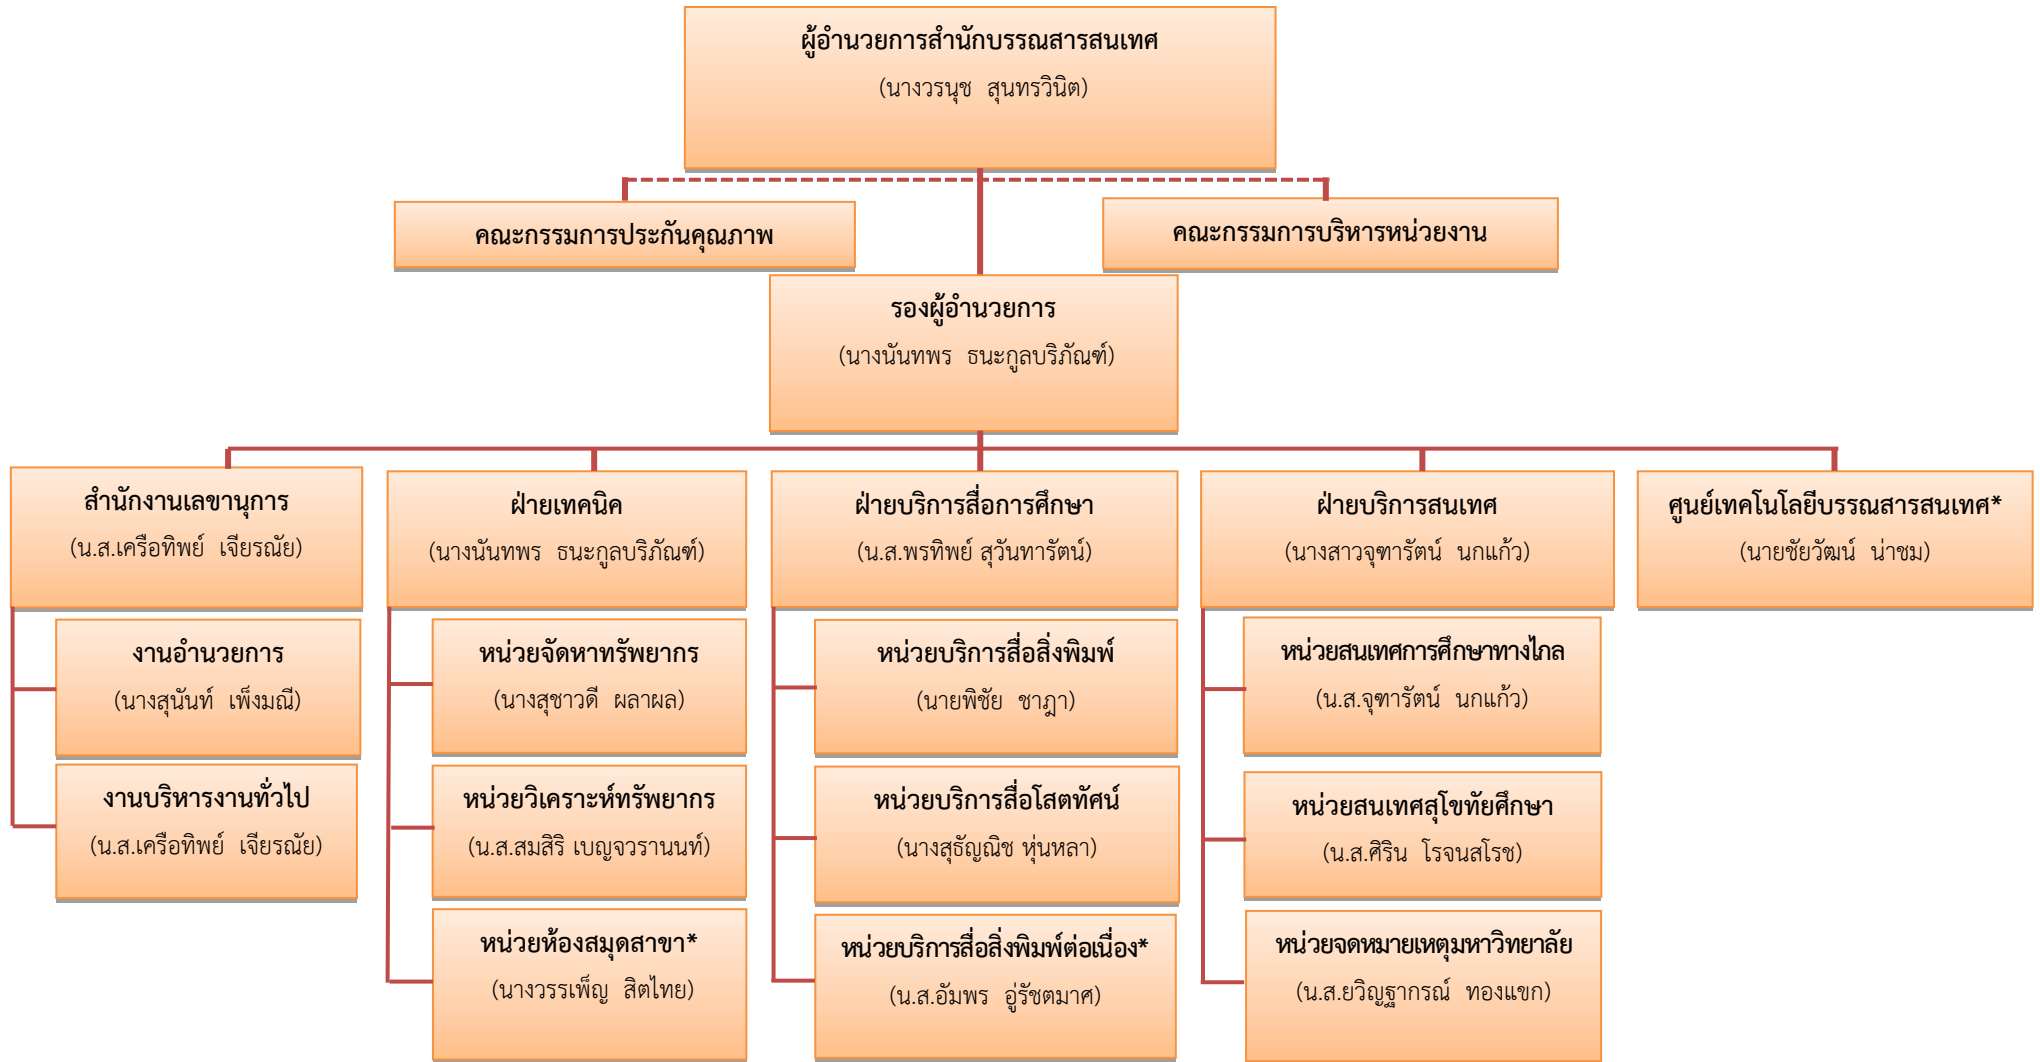 ผู้อำนวยการสำนักบรรณสารสนเทศ
(นางวรนุช  สุนทรวินิต)
คณะกรรมการประกันคุณภาพ
คณะกรรมการบริหารหน่วยงาน
รองผู้อำนวยการ
(นางนันทพร  ธนะกูลบริภัณฑ์)
สำนักงานเลขานุการ
(น.ส.เครือทิพย์  เจียรณัย)
งานอำนวยการ
(นางสุนันท์  เพ็งมณี)
งานบริหารงานทั่วไป
(น.ส.เครือทิพย์  เจียรณัย)
ฝ่ายเทคนิค
(นางนันทพร  ธนะกูลบริภัณฑ์)
หน่วยจัดหาทรัพยากร
(นางสุชาวดี  ผลาผล)
หน่วยวิเคราะห์ทรัพยากร
(น.ส.สมสิริ เบญจวรานนท์)
หน่วยห้องสมุดสาขา*
(นางวรรเพ็ญ  สิตไทย)
ฝ่ายบริการสื่อการศึกษา
(น.ส.พรทิพย์ สุวันทารัตน์)
หน่วยบริการสื่อสิ่งพิมพ์
(นายพิชัย  ชาฎา)
หน่วยบริการสื่อโสตทัศน์
(นางสุธัญณิช หุ่นหลา)
หน่วยบริการสื่อสิ่งพิมพ์ต่อเนื่อง*
(น.ส.อัมพร  อู่รัชตมาศ)
ฝ่ายบริการสนเทศ
(นางสาวจุฑารัตน์  นกแก้ว)
หน่วยสนเทศการศึกษาทางไกล
(น.ส.จุฑารัตน์  นกแก้ว)
หน่วยสนเทศสุโขทัยศึกษา
(น.ส.ศิริน  โรจนสโรช)
หน่วยจดหมายเหตุมหาวิทยาลัย
(น.ส.ยวิญฐากรณ์  ทองแขก)
ศูนย์เทคโนโลยีบรรณสารสนเทศ*
(นายชัยวัฒน์  น่าชม)